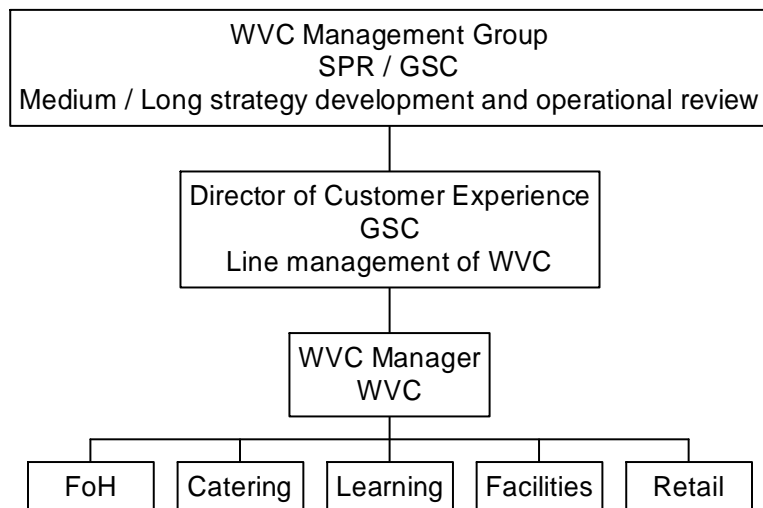 WVC Management Group
SPR / GSC
Medium / Long strategy development and operational review
Director of Customer Experience
GSC
Line management of WVC
WVC Manager
WVC
FoH
Catering
Learning
Facilities
Retail